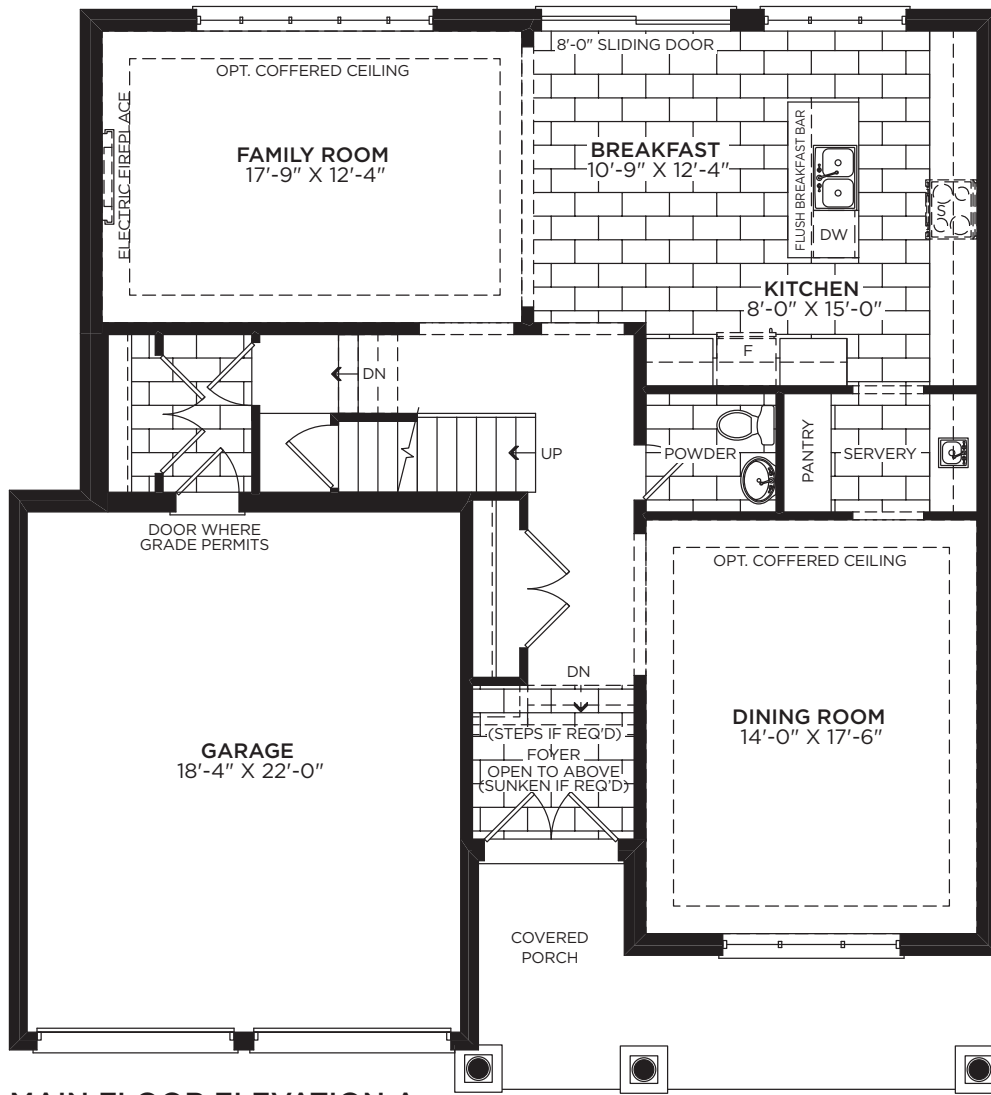 8'-0" SLIDING DOOR
OPT. COFFERED CEILING
ELECTRIC FIREPLACE
FAMILY ROOM
17'-9" X 12'-4"
BREAKFAST
10'-9" X 12'-4"
FLUSH BREAKFAST BAR
DW
S
KITCHEN
8'-0" X 15'-0"
F
DN
UP
POWDER
PANTRY
SERVERY
DOOR WHERE
GRADE PERMITS
OPT. COFFERED CEILING
DN
(STEPS IF REQ'D)
FOYER
OPEN TO ABOVE
(SUNKEN IF REQ'D)
DINING ROOM
14'-0" X 17'-6"
GARAGE
18'-4" X 22'-0"
COVERED
PORCH
MAIN FLOOR ELEVATION A